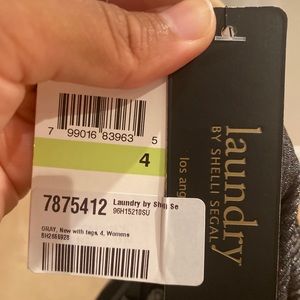 7 99016 83963 5
4
7875412 Laundry by Shelli Se
96H15210SU
GRAY, New with tags, 4, Womens
laundry
BY SHELLI SEGAL
los ang